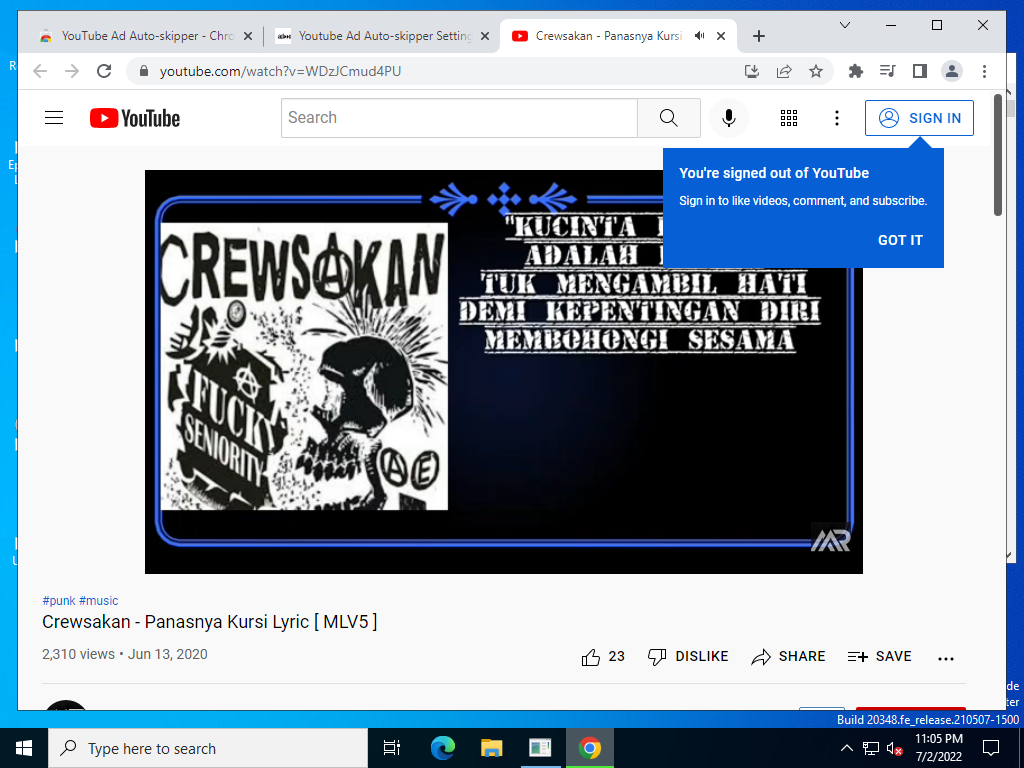 YouTube Ad Auto-skipper - Chro
Youtube Ad Auto-skipper Setting
Crewsakan - Panasnya Kursi
youtube.com/watch?v=WDzJCmud4PU
YouTube
Search
SIGN IN
You're signed out of YouTube
Sign in to like videos, comment, and subscribe.
GOT IT
CREWSAKAN
FUCK
SENIORITY
A E
"KUCINTA
ADALAH
TUK MENGAMBIL HATI
DEMI KEPENTINGAN DIRI
MEMBOHONGI SESAMA
MR
#punk #music
Crewsakan - Panasnya Kursi Lyric [ MLV5 ]
2,310 views • Jun 13, 2020
23
DISLIKE
SHARE
SAVE
Build 20348.fe_release.210507-1500
Type here to search
11:05 PM
7/2/2022